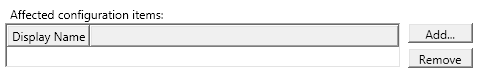 Affected configuration items:
Display Name
Add...
Remove